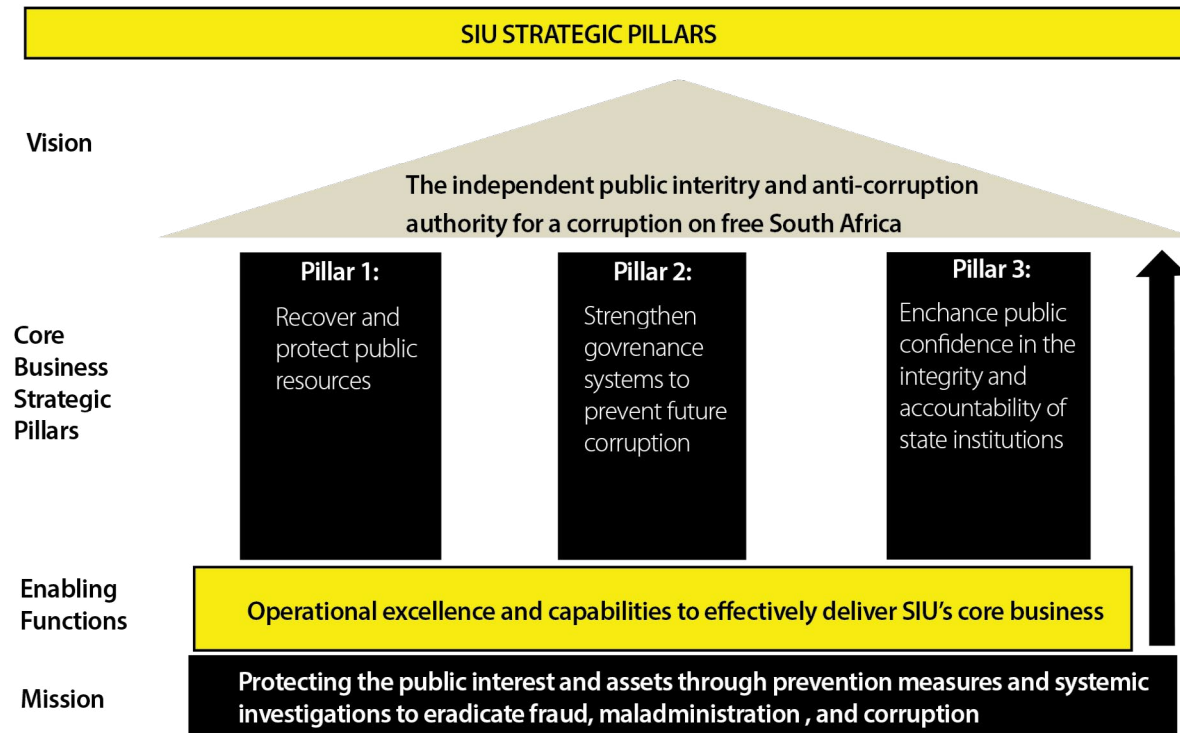 SIU STRATEGIC PILLARS
Vision
The independent public interitry and anti-corruption
authority for a corruption on free South Africa
Core
Business
Strategic
Pillars
Pillar 1:
Recover and
protect public
resources
Pillar 2:
Strengthen
govrenance
systems to
prevent future
corruption
Pillar 3:
Enchance public
confidence in the
integrity and
accountability of
state institutions
Enabling
Functions
Operational excellence and capabilities to effectively deliver SIU’s core business
Mission
Protecting the public interest and assets through prevention measures and systemic
investigations to eradicate fraud, maladministration , and corruption